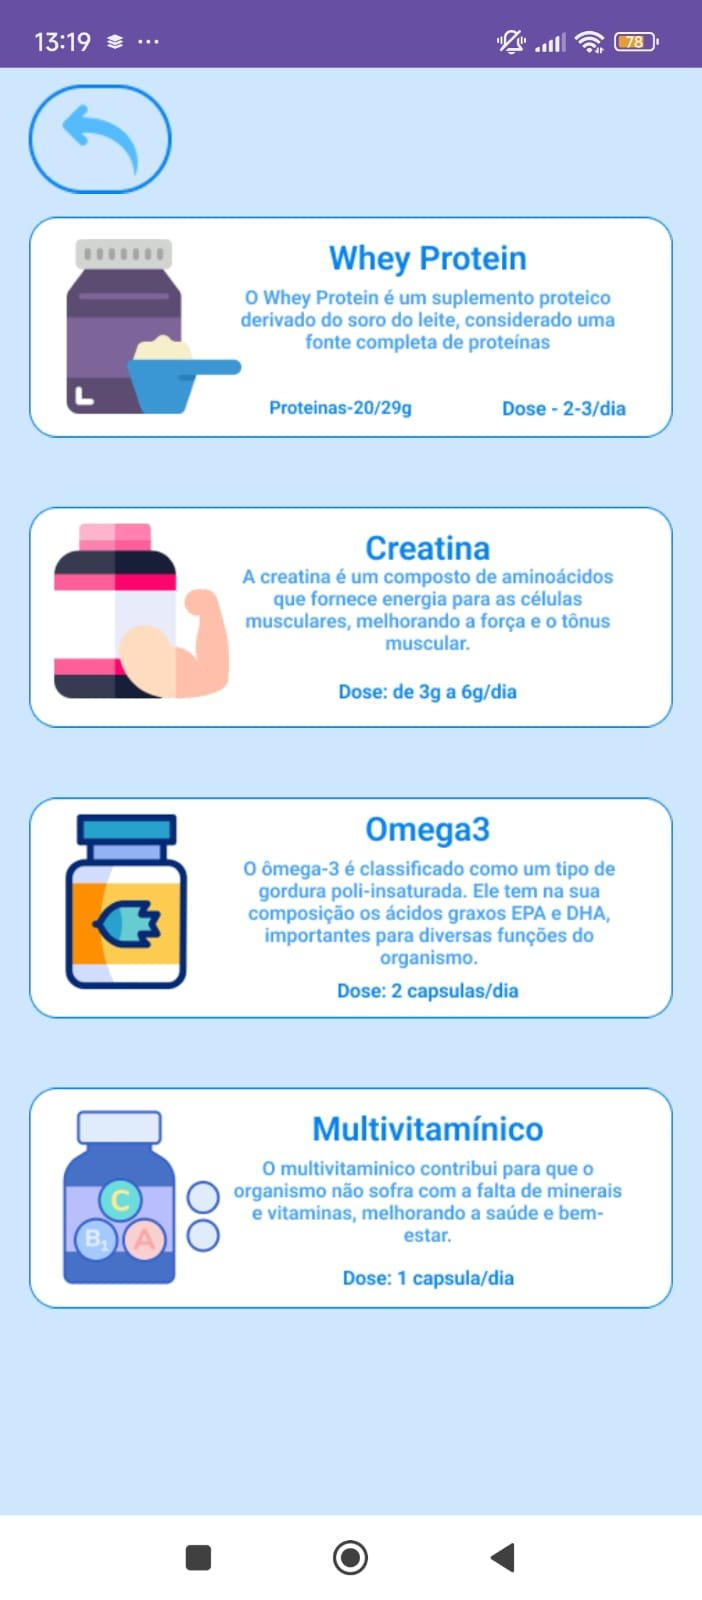 13:19
78
Whey Protein
O Whey Protein é um suplemento proteico
derivado do soro do leite, considerado uma
fonte completa de proteínas
Proteinas-20/29g
Dose - 2-3/dia
Creatina
A creatina é um composto de aminoácidos
que fornece energia para as células
musculares, melhorando a força e o tônus
muscular.
Dose: de 3g a 6g/dia
Omega3
O ômega-3 é classificado como um tipo de
gordura poli-insaturada. Ele tem na sua
composição os ácidos graxos EPA e DHA,
importantes para diversas funções do
organismo.
Dose: 2 capsulas/dia
Multivitamínico
C
B1 A
O multivitaminico contribui para que o
organismo não sofra com a falta de minerais
e vitaminas, melhorando a saúde e bem-
estar.
Dose: 1 capsula/dia